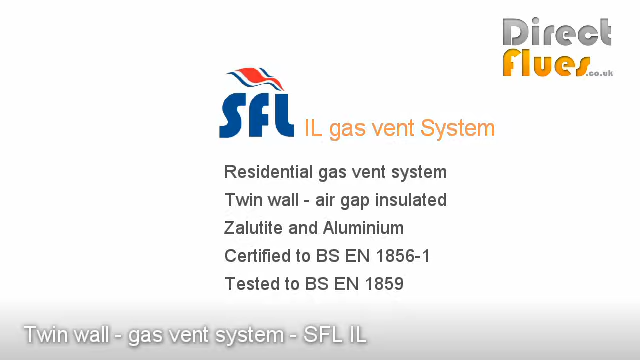 Direct
flues.co.uk
SFL IL gas vent System
Residential gas vent system
Twin wall - air gap insulated
Zalutite and Aluminium
Certified to BS EN 1856-1
Tested to BS EN 1859
Twin wall - gas vent system - SFL IL